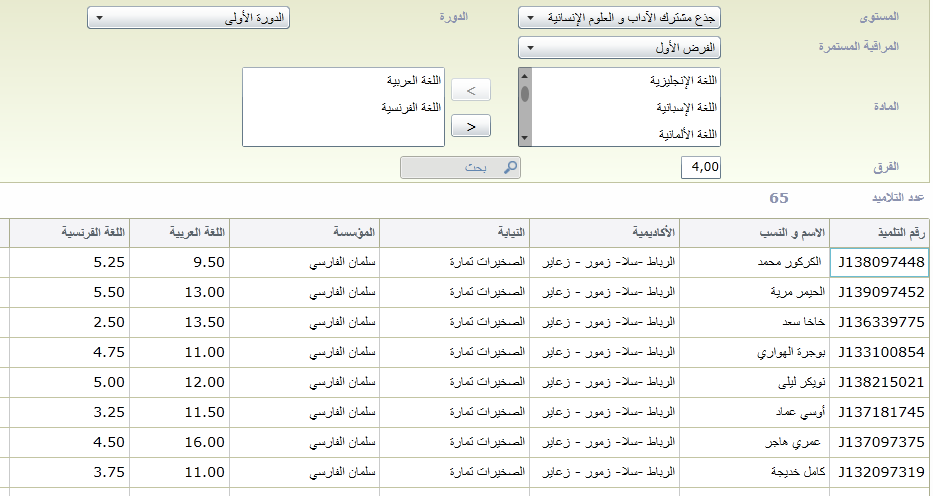 المستوى جذع مشترك الآداب و العلوم الإنسانية الدورة الدورة الأولى
المراقبة المستمرة الفرض الأول
المادة
اللغة الإنجليزية
اللغة الإسبانية
اللغة الألمانية
>
<
اللغة العربية
اللغة الفرنسية
الفرق 4,00 بحث
عدد التلاميذ 65
رقم التلميذ الاسم و النسب الأكاديمية النيابة المؤسسة اللغة العربية اللغة الفرنسية
J138097448 الكركور محمد الرباط -سلا- زمور - زعاير الصخيرات تمارة سلمان الفارسي 9.50 5.25
J139097452 الحيمر مرية الرباط -سلا- زمور - زعاير الصخيرات تمارة سلمان الفارسي 13.00 5.50
J136339775 خاخا سعد الرباط -سلا- زمور - زعاير الصخيرات تمارة سلمان الفارسي 13.50 2.50
J133100854 بوجرة الهواري الرباط -سلا- زمور - زعاير الصخيرات تمارة سلمان الفارسي 11.00 4.75
J138215021 نويكر ليلى الرباط -سلا- زمور - زعاير الصخيرات تمارة سلمان الفارسي 12.00 5.00
J137181745 أوسي عماد الرباط -سلا- زمور - زعاير الصخيرات تمارة سلمان الفارسي 11.50 3.25
J137097375 عمري هاجر الرباط -سلا- زمور - زعاير الصخيرات تمارة سلمان الفارسي 16.00 4.50
J132097319 كامل خديجة الرباط -سلا- زمور - زعاير الصخيرات تمارة سلمان الفارسي 11.00 3.75